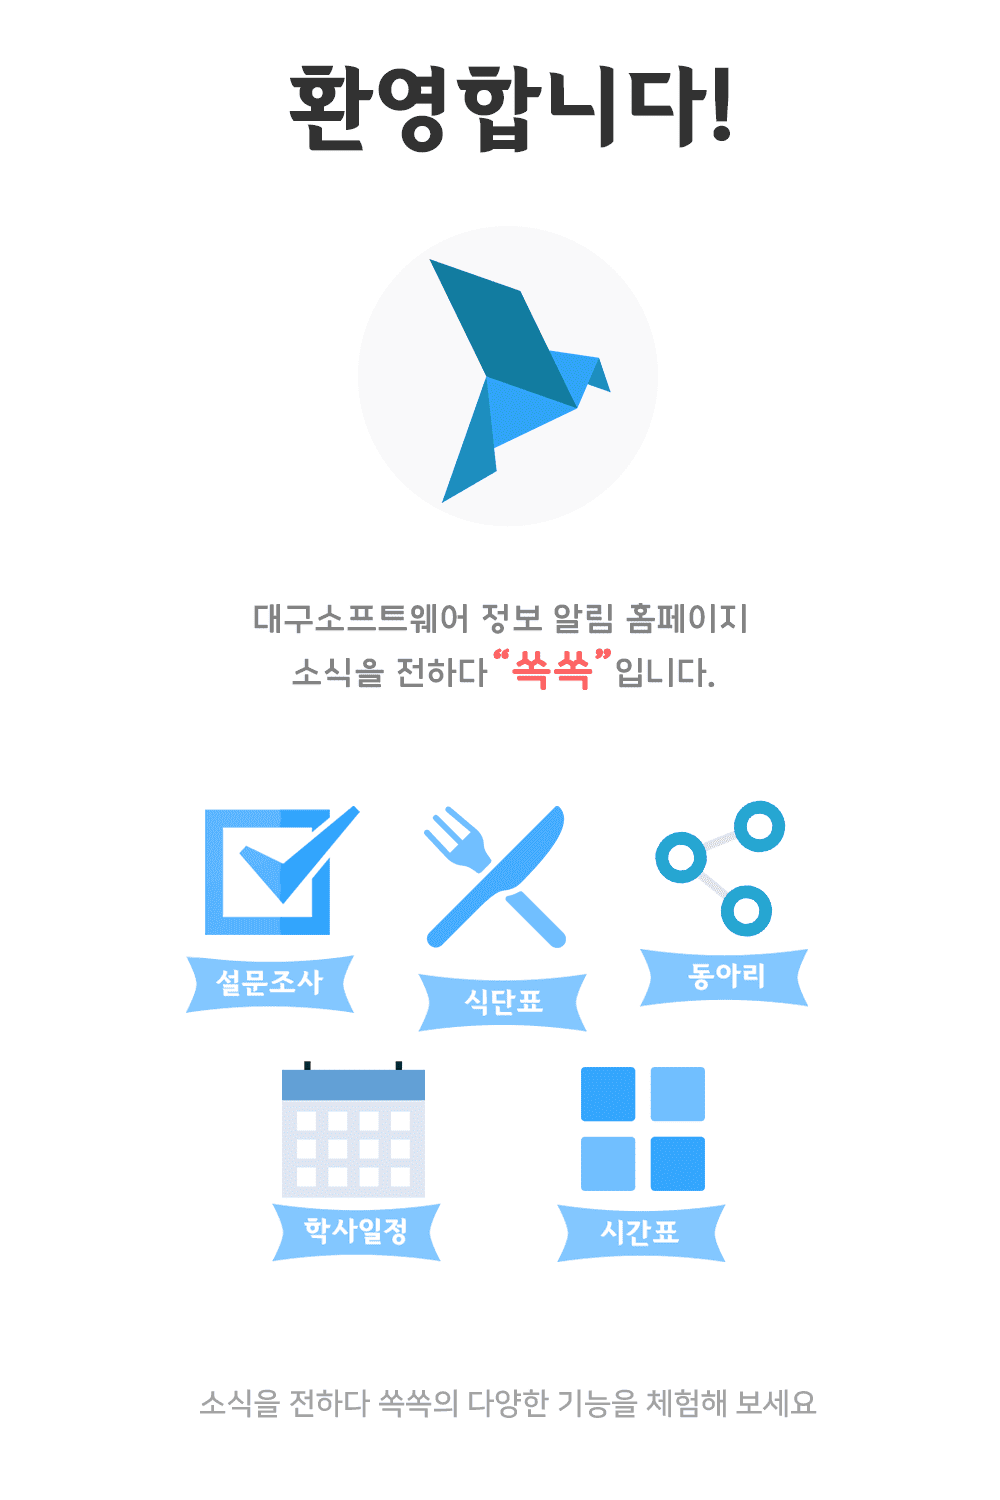 환영합니다!
대구소프트웨어 정보 알림 홈페이지
소식을 전하다 “쏙쏙”입니다.
설문조사
식단표
동아리
학사일정
시간표
소식을 전하다 쏙쏙의 다양한 기능을 체험해 보세요